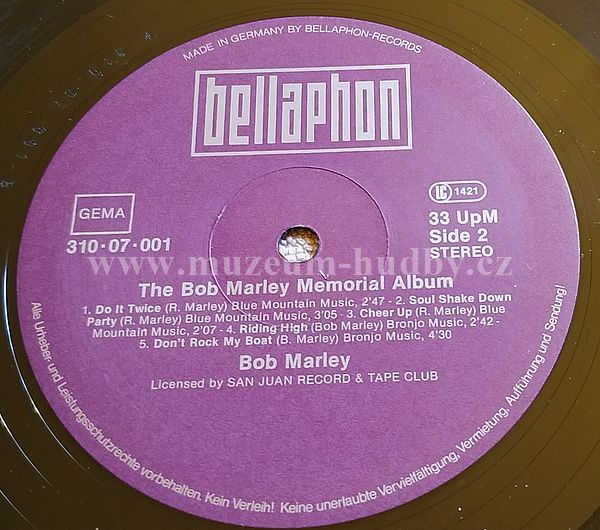 MADE IN GERMANY BY BELLAPHON-RECORDS
bellaphon
GEMA
310·07·001
LC 1421
33 UpM
Side 2
STEREO
www.muzeum-hudby.cz
The Bob Marley Memorial Album
1. Do It Twice (R. Marley) Blue Mountain Music, 2'47 - 2. Soul Shake Down
Party (R. Marley) Blue Mountain Music, 3'05 - 3. Cheer Up (R. Marley) Blue
Mountain Music, 2'07 - 4. Riding High (Bob Marley) Bronjo Music, 2'42 -
5. Don't Rock My Boat (B. Marley) Bronjo Music, 4'30
Bob Marley
Licensed by SAN JUAN RECORD & TAPE CLUB
Alle Urheber- und Leistungsschutzrechte vorbehalten. Kein Verleih! Keine unerlaubte Vervielfältigung, Vermietung, Aufführung und Sendung!